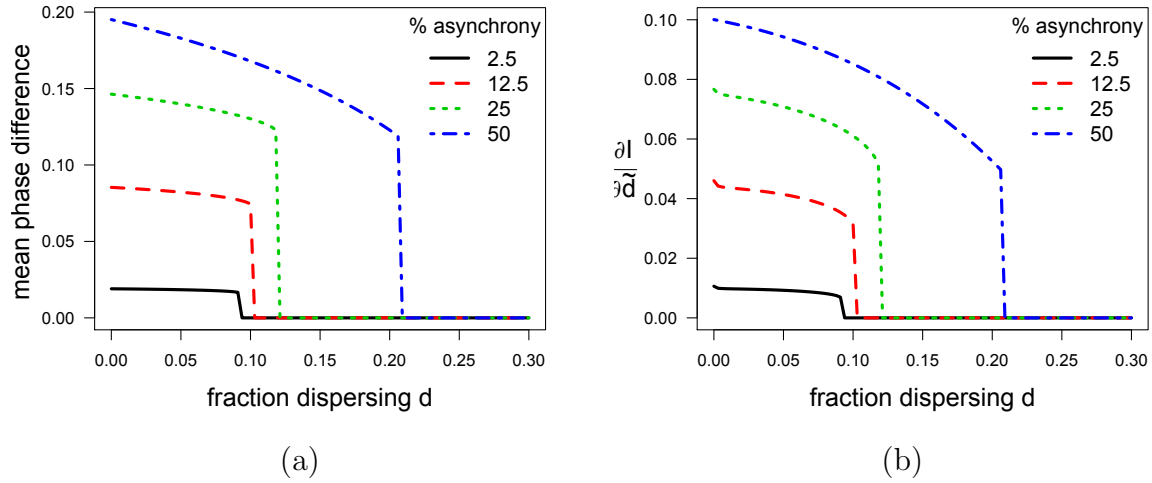 % asynchrony
2.5
12.5
25
50
mean phase difference
0.20
0.15
0.10
0.05
0.00
0.00 0.05 0.10 0.15 0.20 0.25 0.30
fraction dispersing d
(a)
% asynchrony
2.5
12.5
25
50
∂I
∂d̃
0.10
0.08
0.06
0.04
0.02
0.00
0.00 0.05 0.10 0.15 0.20 0.25 0.30
fraction dispersing d
(b)